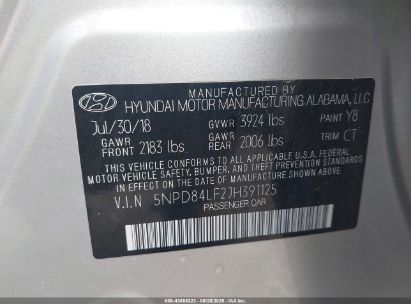 MANUFACTURED BY
HYUNDAI MOTOR MANUFACTURING ALABAMA, LLC
Jul/30/18 GVWR 3924 lbs PAINT Y8
GAWR FRONT 2183 lbs GAWR REAR 2006 lbs TRIM CT
THIS VEHICLE CONFORMS TO ALL APPLICABLE U.S.A. FEDERAL
MOTOR VEHICLE SAFETY, BUMPER, AND THEFT PREVENTION STANDARDS
IN EFFECT ON THE DATE OF MANUFACTURE SHOWN ABOVE.
V.I.N 5NPD84LF2JH391125
PASSENGER CAR